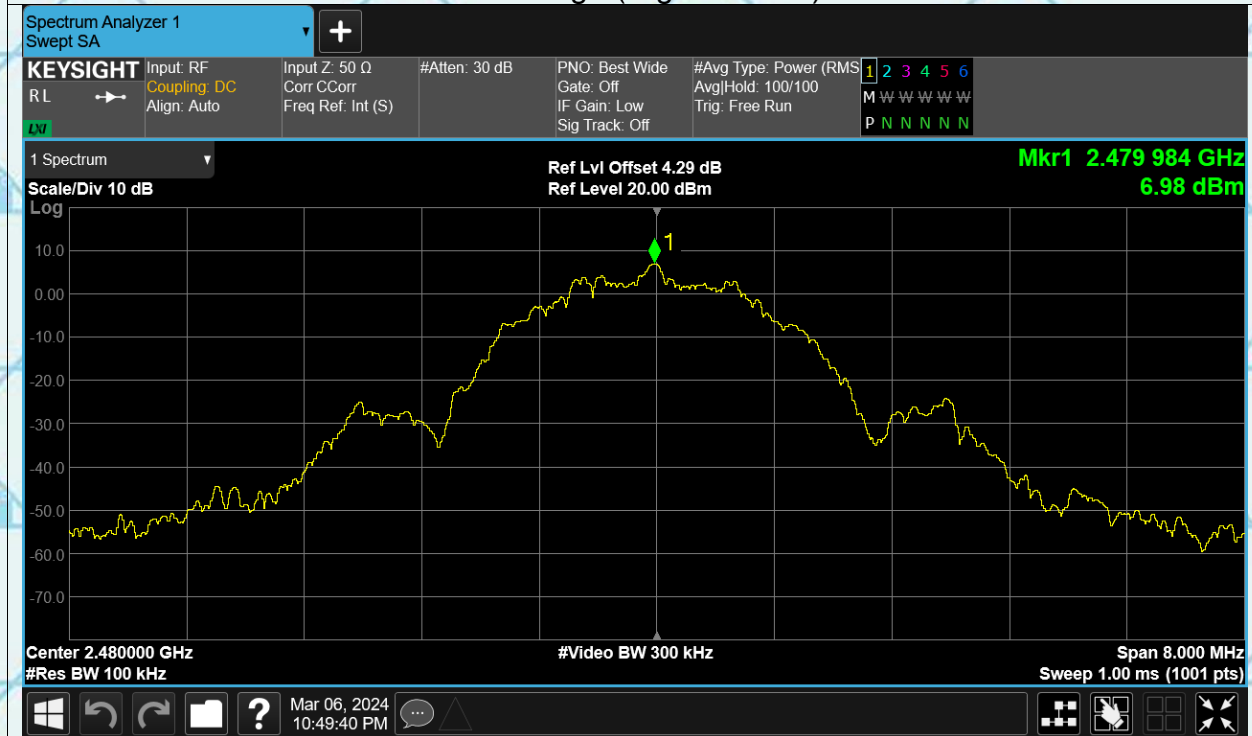 Spectrum Analyzer 1
Swept SA
+
KEYSIGHT
RL
LXI
Input: RF
Coupling: DC
Align: Auto
Input Z: 50 Ω
Corr CCorr
Freq Ref: Int (S)
#Atten: 30 dB
PNO: Best Wide
Gate: Off
IF Gain: Low
Sig Track: Off
#Avg Type: Power (RMS
Avg|Hold: 100/100
Trig: Free Run
1 2 3 4 5 6
M W W W W W
P N N N N N N
1 Spectrum
Scale/Div 10 dB
Log
Ref Lvl Offset 4.29 dB
Ref Level 20.00 dBm
Mkr1 2.479 984 GHz
6.98 dBm
1
10.0
0.00
-10.0
-20.0
-30.0
-40.0
-50.0
-60.0
-70.0
Center 2.480000 GHz
#Video BW 300 kHz
Span 8.000 MHz
#Res BW 100 kHz
Sweep 1.00 ms (1001 pts)
?
Mar 06, 2024
10:49:40 PM